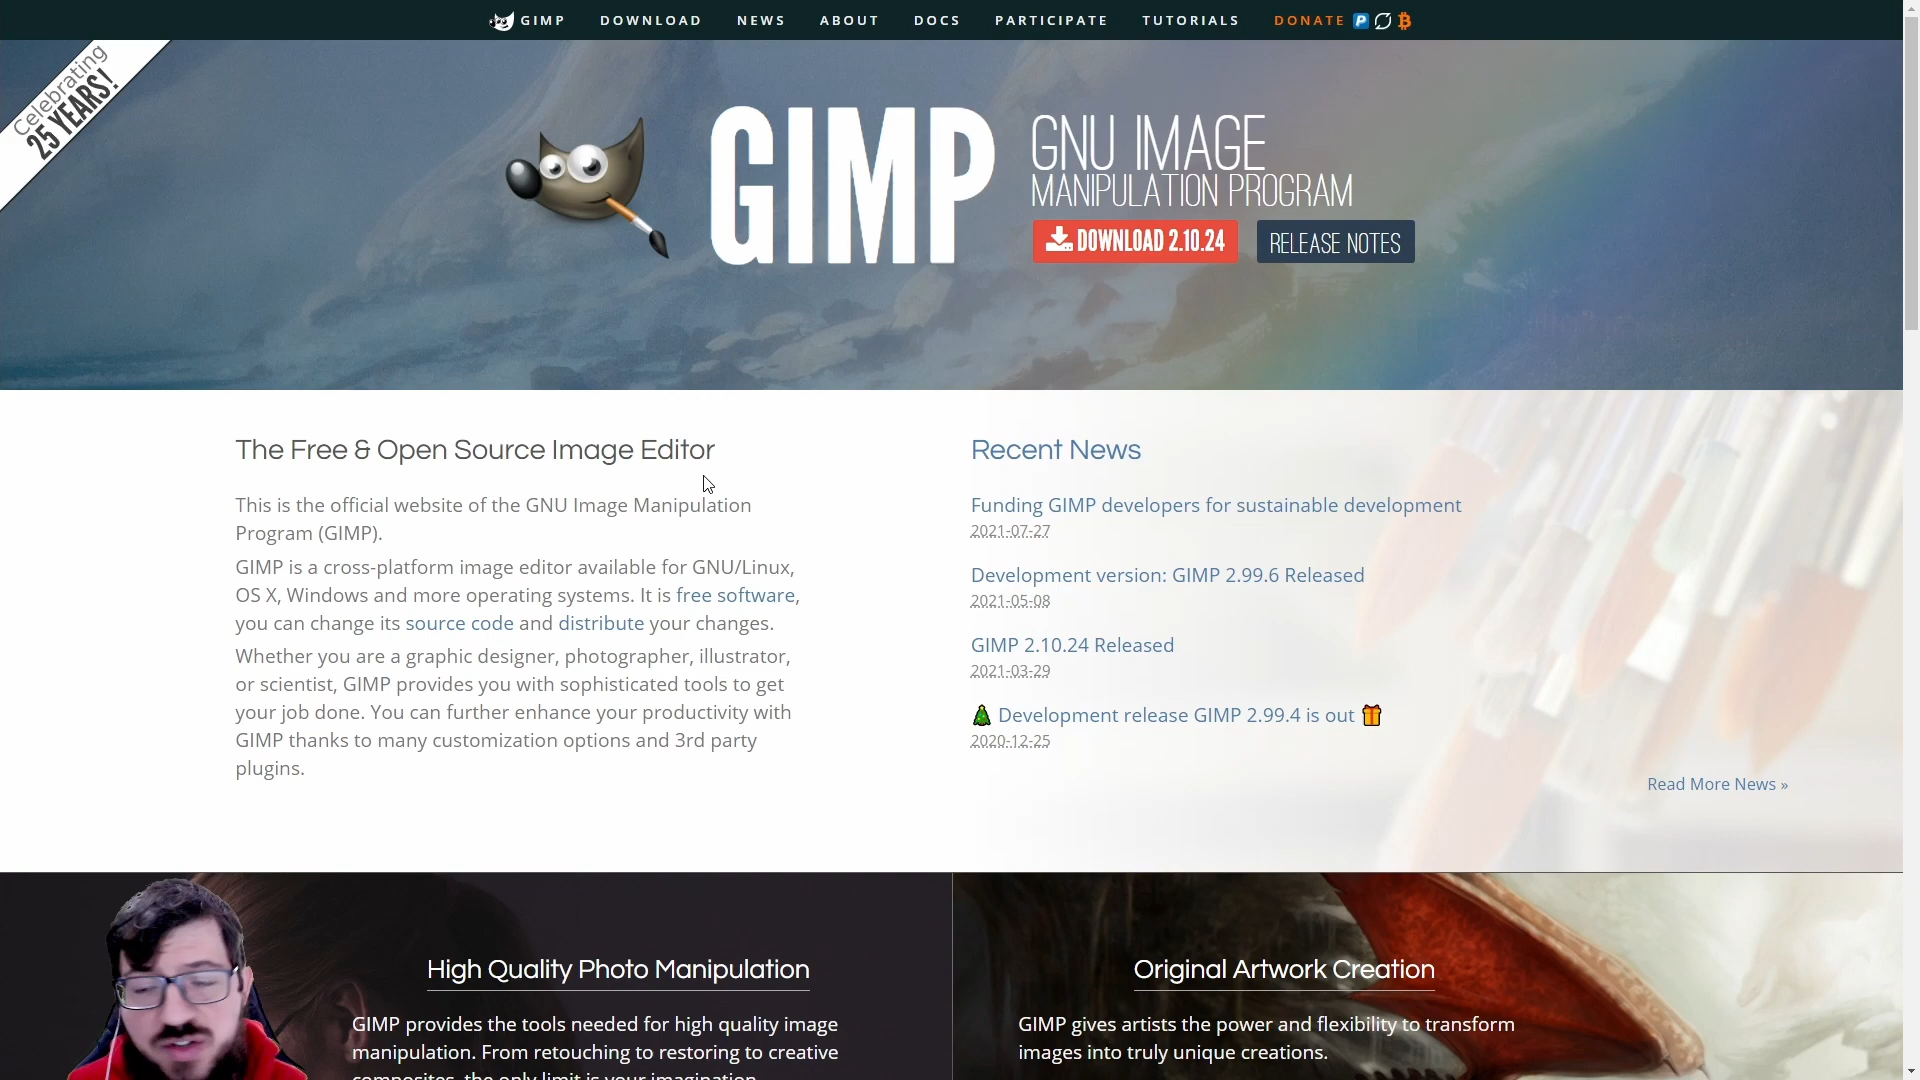 GIMP DOWNLOAD NEWS ABOUT DOCS PARTICIPATE TUTORIALS DONATE
Celebrating
25 YEARS!
GIMP
GNU IMAGE
MANIPULATION PROGRAM
DOWNLOAD 2.10.24
RELEASE NOTES
The Free & Open Source Image Editor
This is the official website of the GNU Image Manipulation
Program (GIMP).
GIMP is a cross-platform image editor available for GNU/Linux,
OS X, Windows and more operating systems. It is free software,
you can change its source code and distribute your changes.
Whether you are a graphic designer, photographer, illustrator,
or scientist, GIMP provides you with sophisticated tools to get
your job done. You can further enhance your productivity with
GIMP thanks to many customization options and 3rd party
plugins.
Recent News
Funding GIMP developers for sustainable development
2021-07-27
Development version: GIMP 2.99.6 Released
2021-05-08
GIMP 2.10.24 Released
2021-03-29
🎄 Development release GIMP 2.99.4 is out 🎁
2020-12-25
Read More News »
High Quality Photo Manipulation
GIMP provides the tools needed for high quality image
manipulation. From retouching to restoring to creative
composites, the only limit is your imagination.
Original Artwork Creation
GIMP gives artists the power and flexibility to transform
images into truly unique creations.